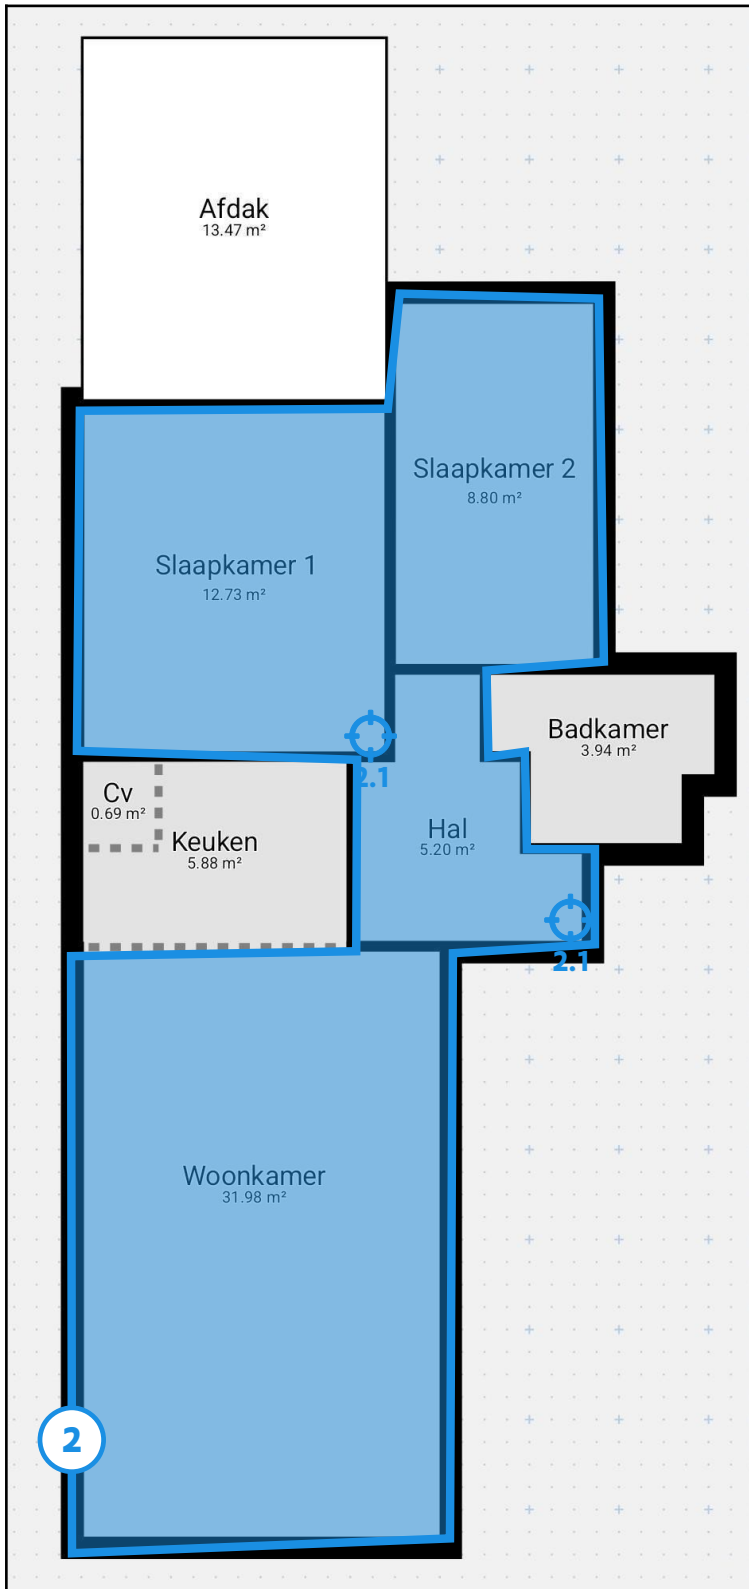 Afdak
13.47 m²
Slaapkamer 2
8.80 m²
Slaapkamer 1
12.73 m²
Badkamer
3.94 m²
2.1
Cv
0.69 m²
Keuken
5.88 m²
Hal
5.20 m²
2.1
Woonkamer
31.98 m²
2